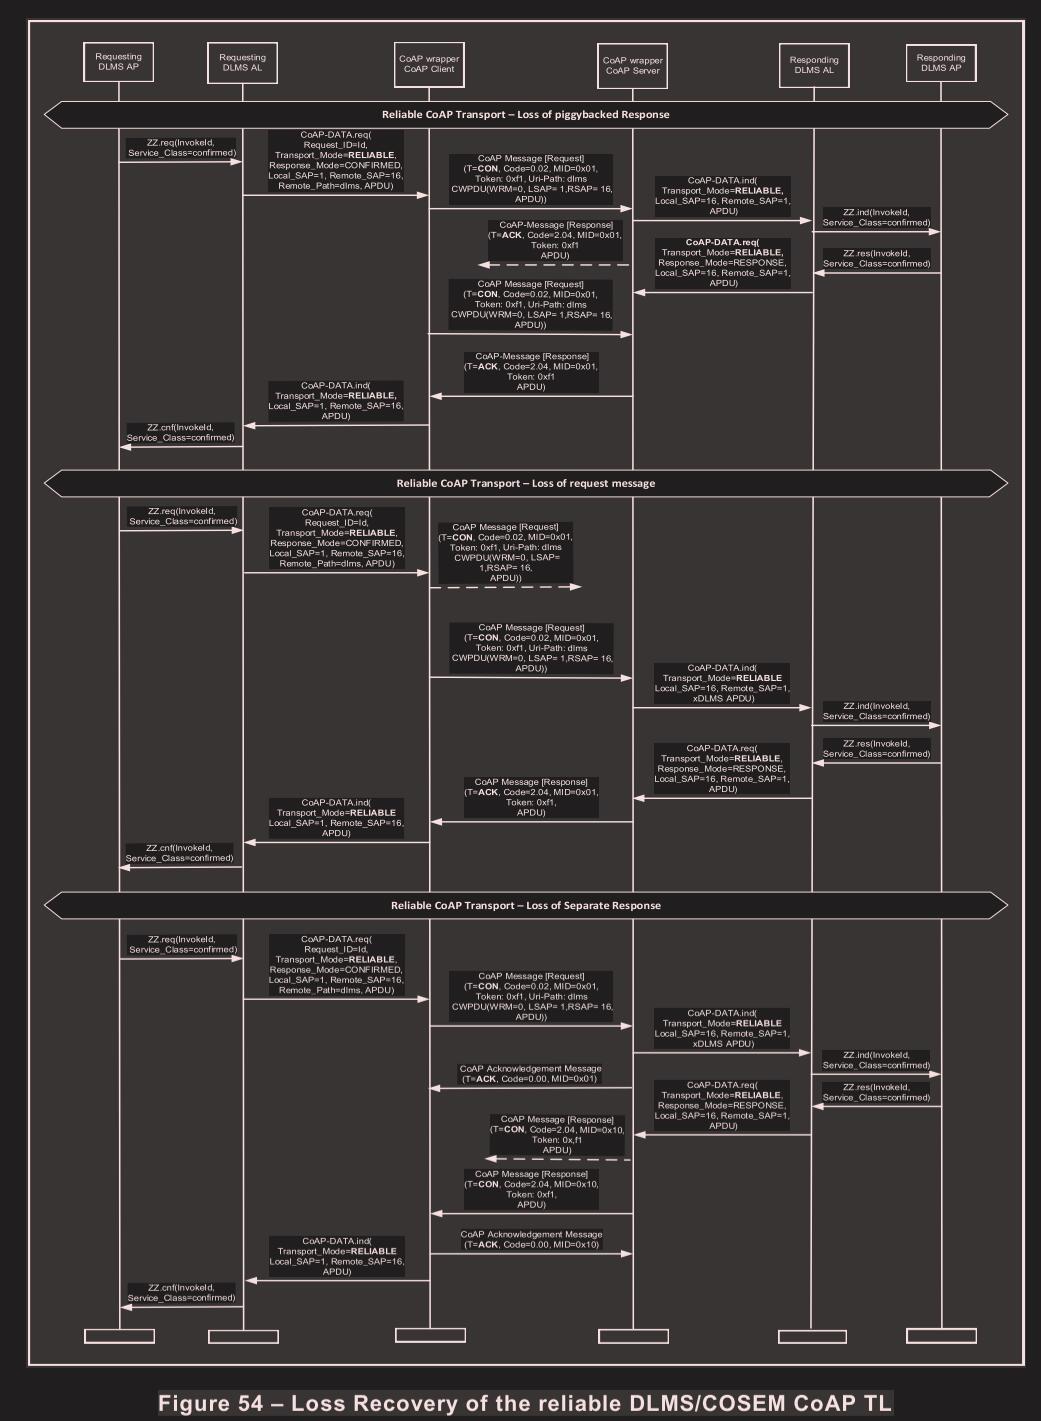 Requesting
DLMS AP
Requesting
DLMS AL
CoAP wrapper
CoAP Client
CoAP wrapper
CoAP Server
Responding
DLMS AL
Responding
DLMS AP
Reliable CoAP Transport – Loss of piggybacked Response
ZZ.req(InvokeId,
Service_Class=confirmed)
CoAP-DATA.req(
Request_ID=Id,
Transport_Mode=RELIABLE,
Response_Mode=CONFIRMED,
Local_SAP=1, Remote_SAP=16,
Remote_Path=dlms, APDU)
CoAP Message [Request]
(T=CON, Code=0.02, MID=0x01,
Token: 0xf1, Uri-Path: dlms
CWPDU(WRM=0, LSAP= 1,RSAP= 16,
APDU))
CoAP-DATA.ind(
Transport_Mode=RELIABLE,
Local_SAP=16, Remote_SAP=1,
APDU)
ZZ.ind(InvokeId,
Service_Class=confirmed)
CoAP-Message [Response]
(T=ACK, Code=2.04, MID=0x01,
Token: 0xf1
APDU)
CoAP-DATA.req(
Transport_Mode=RELIABLE,
Response_Mode=RESPONSE,
Local_SAP=16, Remote_SAP=1,
APDU)
ZZ.res(InvokeId,
Service_Class=confirmed)
CoAP Message [Request]
(T=CON, Code=0.02, MID=0x01,
Token: 0xf1, Uri-Path: dlms
CWPDU(WRM=0, LSAP= 1,RSAP= 16,
APDU))
CoAP-Message [Response]
(T=ACK, Code=2.04, MID=0x01,
Token: 0xf1
APDU)
CoAP-DATA.ind(
Transport_Mode=RELIABLE,
Local_SAP=1, Remote_SAP=16,
APDU)
ZZ.cnf(InvokeId,
Service_Class=confirmed)
Reliable CoAP Transport – Loss of request message
ZZ.req(InvokeId,
Service_Class=confirmed)
CoAP-DATA.req(
Request_ID=Id,
Transport_Mode=RELIABLE,
Response_Mode=CONFIRMED,
Local_SAP=1, Remote_SAP=16,
Remote_Path=dlms, APDU)
CoAP Message [Request]
(T=CON, Code=0.02, MID=0x01,
Token: 0xf1, Uri-Path: dlms
CWPDU(WRM=0, LSAP=
1,RSAP= 16,
APDU))
CoAP Message [Request]
(T=CON, Code=0.02, MID=0x01,
Token: 0xf1, Uri-Path: dlms
CWPDU(WRM=0, LSAP= 1,RSAP= 16,
APDU))
CoAP-DATA.ind(
Transport_Mode=RELIABLE
Local_SAP=16, Remote_SAP=1,
xDLMS APDU)
ZZ.ind(InvokeId,
Service_Class=confirmed)
ZZ.res(InvokeId,
Service_Class=confirmed)
CoAP-DATA.req(
Transport_Mode=RELIABLE,
Response_Mode=RESPONSE,
Local_SAP=16, Remote_SAP=1,
APDU)
CoAP Message [Response]
(T=ACK, Code=2.04, MID=0x01,
Token: 0xf1,
APDU)
CoAP-DATA.ind(
Transport_Mode=RELIABLE
Local_SAP=1, Remote_SAP=16,
APDU)
ZZ.cnf(InvokeId,
Service_Class=confirmed)
Reliable CoAP Transport – Loss of Separate Response
ZZ.req(InvokeId,
Service_Class=confirmed)
CoAP-DATA.req(
Request_ID=Id,
Transport_Mode=RELIABLE,
Response_Mode=CONFIRMED,
Local_SAP=1, Remote_SAP=16,
Remote_Path=dlms, APDU)
CoAP Message [Request]
(T=CON, Code=0.02, MID=0x01,
Token: 0xf1, Uri-Path: dlms
CWPDU(WRM=0, LSAP= 1,RSAP= 16,
APDU))
CoAP-DATA.ind(
Transport_Mode=RELIABLE
Local_SAP=16, Remote_SAP=1,
xDLMS APDU)
ZZ.ind(InvokeId,
Service_Class=confirmed)
CoAP Acknowledgement Message
(T=ACK, Code=0.00, MID=0x01)
ZZ.res(InvokeId,
Service_Class=confirmed)
CoAP-DATA.req(
Transport_Mode=RELIABLE,
Response_Mode=RESPONSE,
Local_SAP=16, Remote_SAP=1,
APDU)
CoAP Message [Response]
(T=CON, Code=2.04, MID=0x10,
Token: 0x,f1
APDU)
CoAP Message [Response]
(T=CON, Code=2.04, MID=0x10,
Token: 0xf1,
APDU)
CoAP Acknowledgement Message
(T=ACK, Code=0.00, MID=0x10)
CoAP-DATA.ind(
Transport_Mode=RELIABLE
Local_SAP=1, Remote_SAP=16,
APDU)
ZZ.cnf(InvokeId,
Service_Class=confirmed)
Figure 54 – Loss Recovery of the reliable DLMS/COSEM CoAP TL